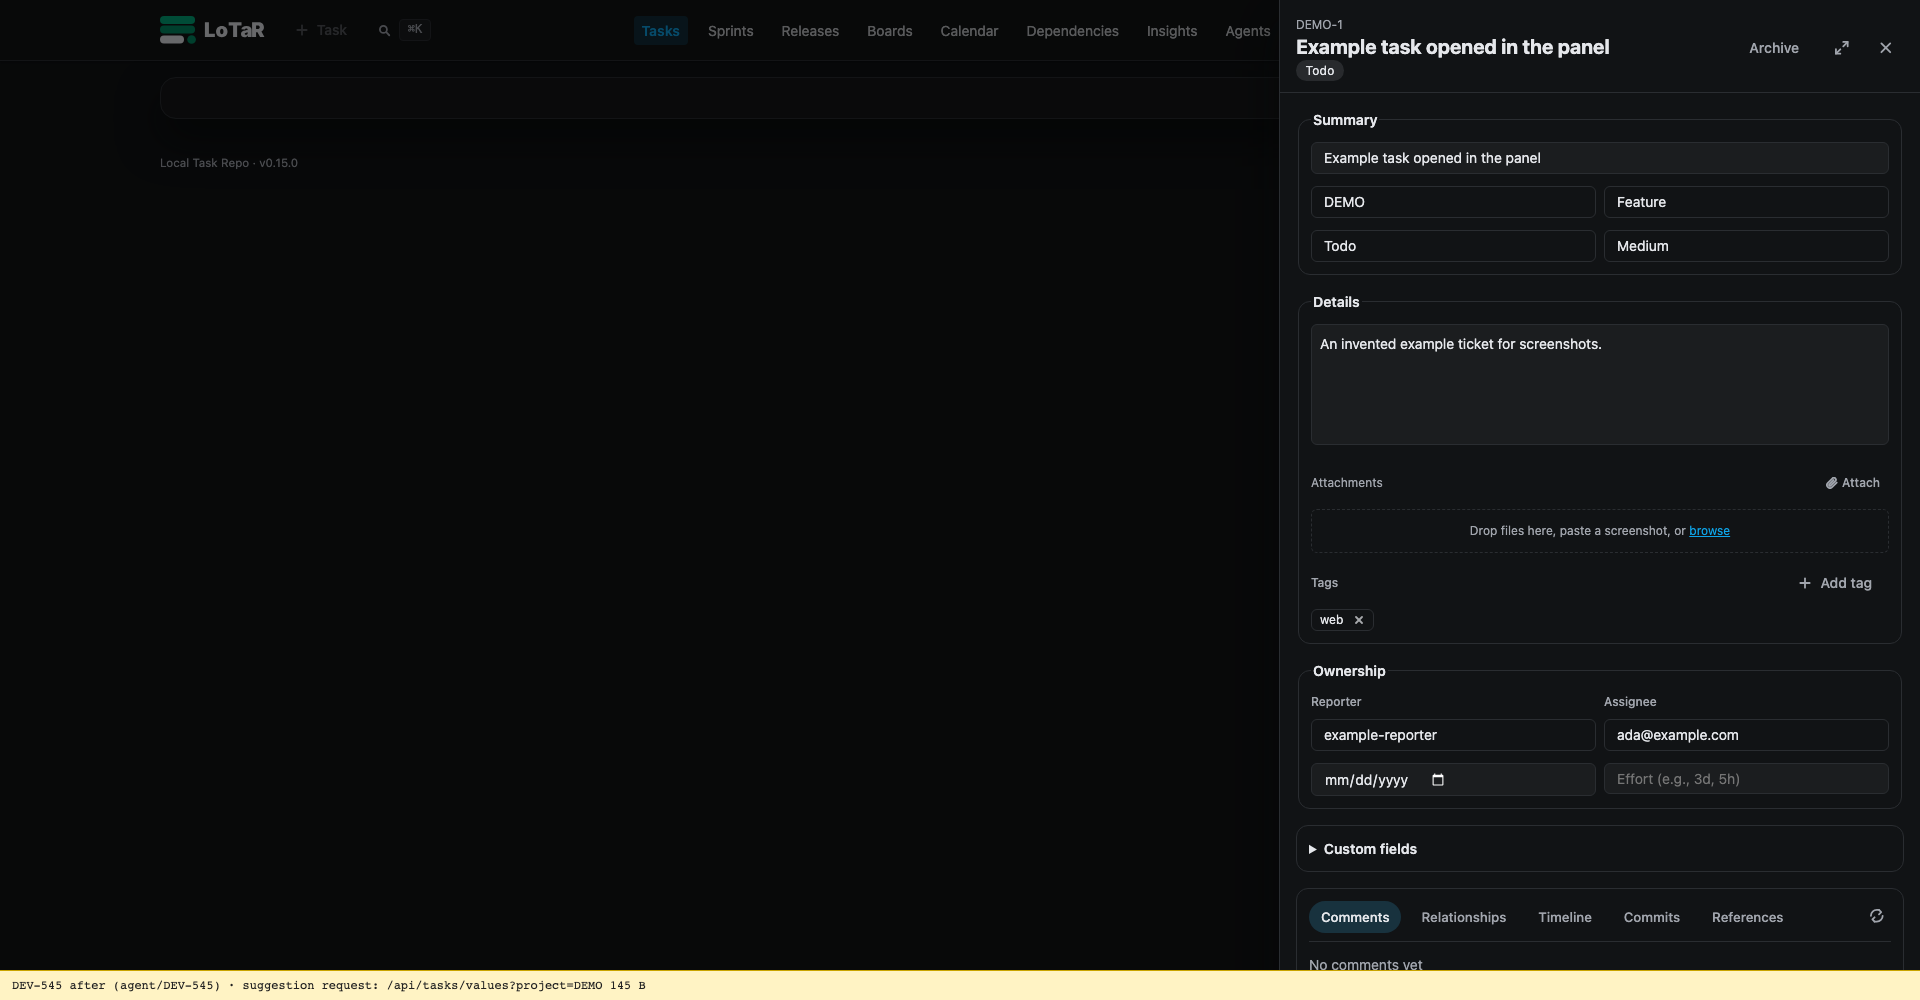 LoTaR
Task
⌘K
Tasks
Sprints
Releases
Boards
Calendar
Dependencies
Insights
Agents
Local Task Repo · v0.15.0
DEMO-1
Example task opened in the panel
Archive
Todo
Summary
Example task opened in the panel
DEMO
Feature
Todo
Medium
Details
An invented example ticket for screenshots.
Attachments
Attach
Drop files here, paste a screenshot, or browse
Tags
Add tag
web
Ownership
Reporter
Assignee
example-reporter
ada@example.com
mm/dd/yyyy
Effort (e.g., 3d, 5h)
Custom fields
Comments
Relationships
Timeline
Commits
References
No comments yet
DEV-545 after (agent/DEV-545) · suggestion request: /api/tasks/values?project=DEMO 145 B